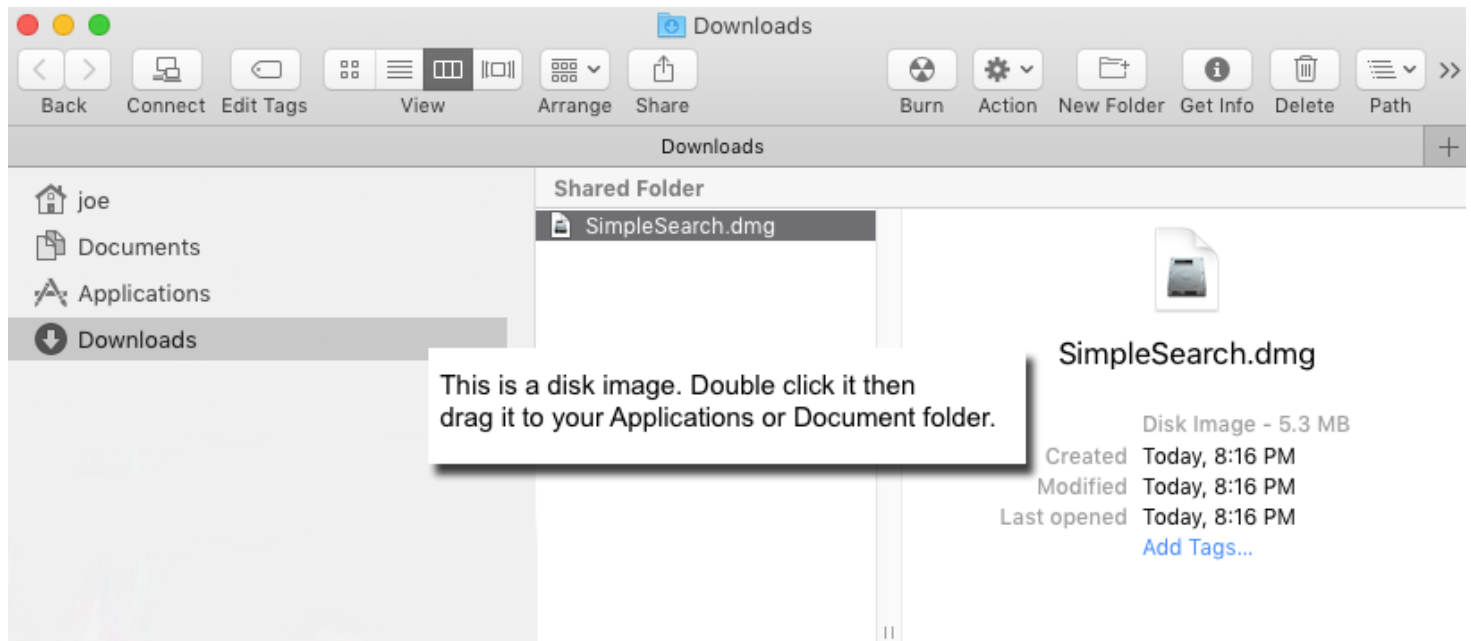 Downloads
Back Connect Edit Tags View Arrange Share Burn Action New Folder Get Info Delete Path
Downloads
joe
Documents
Applications
Downloads
Shared Folder
SimpleSearch.dmg
This is a disk image. Double click it then
drag it to your Applications or Document folder.
SimpleSearch.dmg
Disk Image - 5.3 MB
Created Today, 8:16 PM
Modified Today, 8:16 PM
Last opened Today, 8:16 PM
Add Tags...